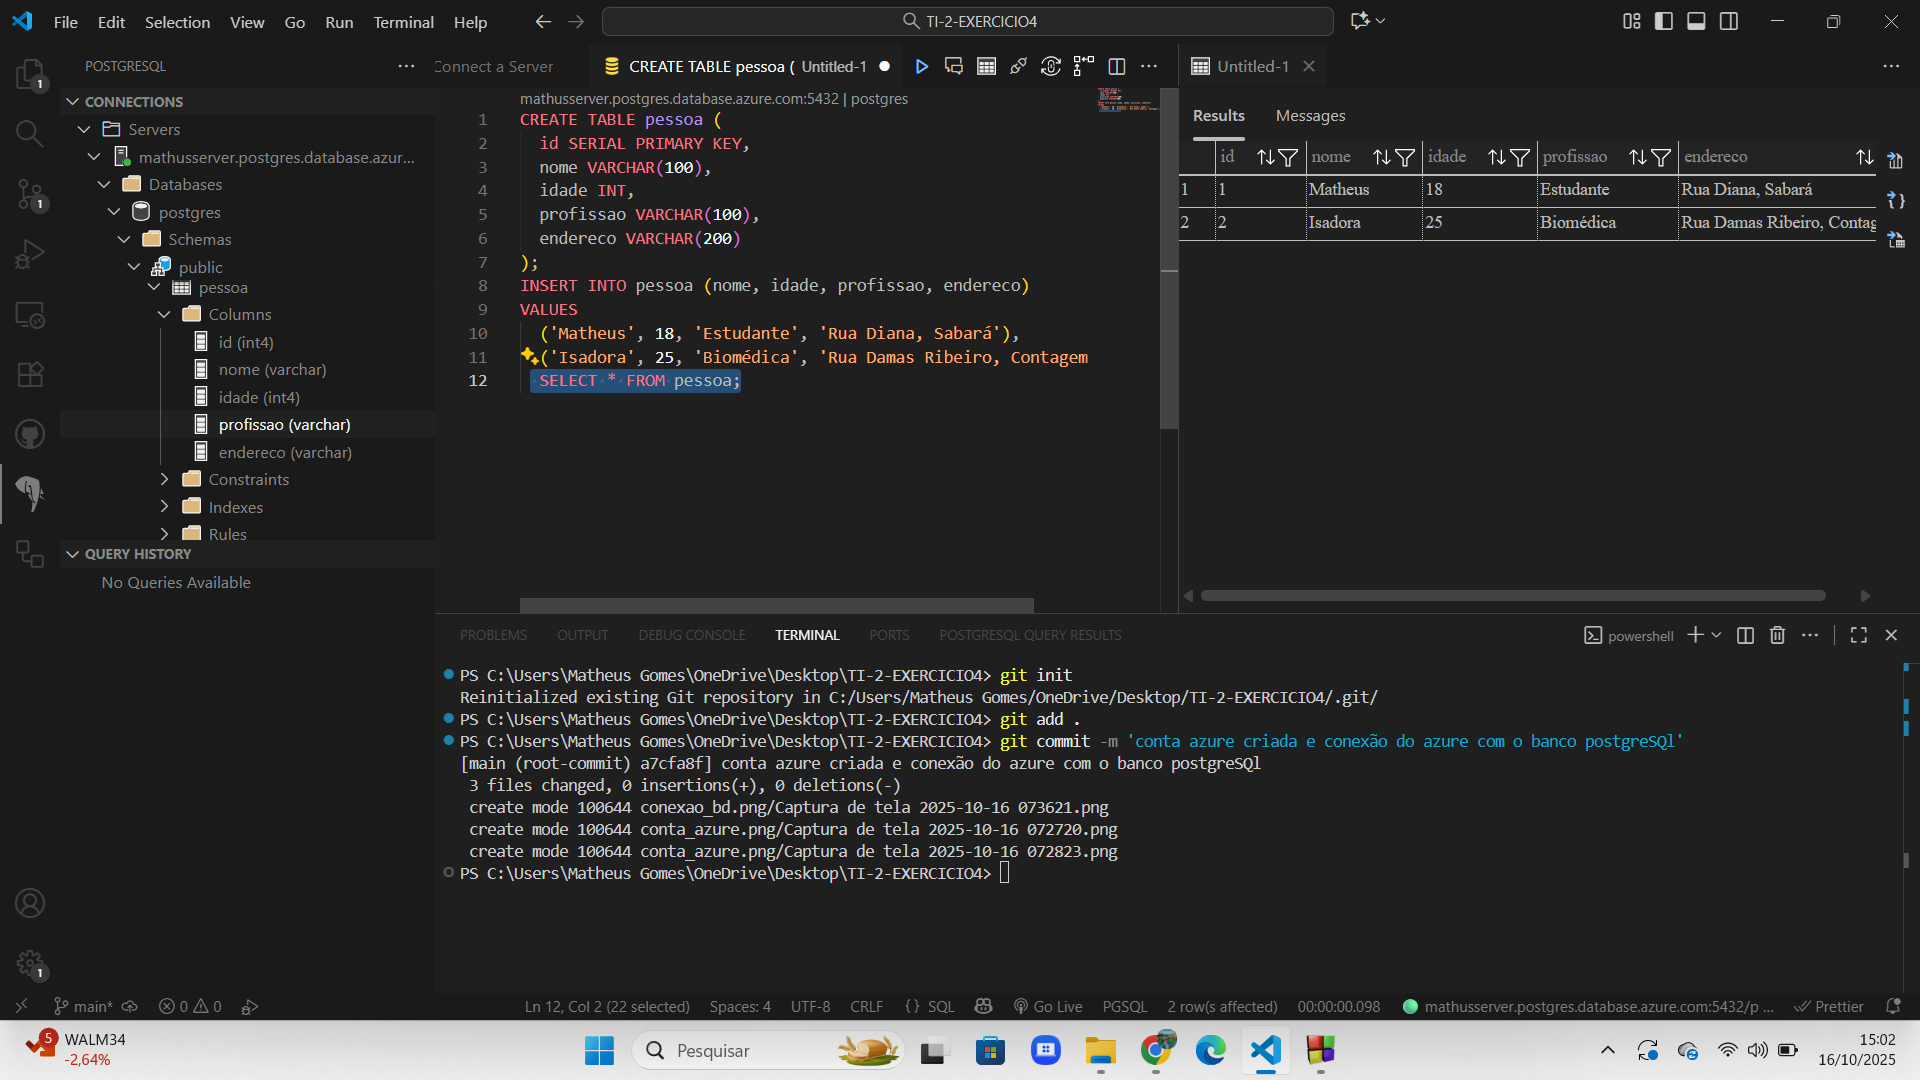 File Edit Selection View Go Run Terminal Help
TI-2-EXERCICIO4
POSTGRESQL
CONNECTIONS
Servers
mathusserver.postgres.database.azur...
Databases
postgres
Schemas
public
pessoa
Columns
id (int4)
nome (varchar)
idade (int4)
profissao (varchar)
endereco (varchar)
Constraints
Indexes
Rules
QUERY HISTORY
No Queries Available
Connect a Server
CREATE TABLE pessoa ( Untitled-1
mathusserver.postgres.database.azure.com:5432 | postgres
1 CREATE TABLE pessoa (
2 id SERIAL PRIMARY KEY,
3 nome VARCHAR(100),
4 idade INT,
5 profissao VARCHAR(100),
6 endereco VARCHAR(200)
7 );
8 INSERT INTO pessoa (nome, idade, profissao, endereco)
9 VALUES
10 ('Matheus', 18, 'Estudante', 'Rua Diana, Sabará'),
11 ('Isadora', 25, 'Biomédica', 'Rua Damas Ribeiro, Contagem
12 SELECT * FROM pessoa;
Untitled-1
Results Messages
id nome idade profissao endereco
1 1 Matheus 18 Estudante Rua Diana, Sabará
2 2 Isadora 25 Biomédica Rua Damas Ribeiro, Contag
PROBLEMS OUTPUT DEBUG CONSOLE TERMINAL PORTS POSTGRESQL QUERY RESULTS
powershell
PS C:\Users\Matheus Gomes\OneDrive\Desktop\TI-2-EXERCICIO4> git init
Reinitialized existing Git repository in C:/Users/Matheus Gomes/OneDrive/Desktop/TI-2-EXERCICIO4/.git/
PS C:\Users\Matheus Gomes\OneDrive\Desktop\TI-2-EXERCICIO4> git add .
PS C:\Users\Matheus Gomes\OneDrive\Desktop\TI-2-EXERCICIO4> git commit -m 'conta azure criada e conexão do azure com o banco postgreSQl'
[main (root-commit) a7cfa8f] conta azure criada e conexão do azure com o banco postgreSQl
3 files changed, 0 insertions(+), 0 deletions(-)
create mode 100644 conexao_bd.png/Captura de tela 2025-10-16 073621.png
create mode 100644 conta_azure.png/Captura de tela 2025-10-16 072720.png
create mode 100644 conta_azure.png/Captura de tela 2025-10-16 072823.png
PS C:\Users\Matheus Gomes\OneDrive\Desktop\TI-2-EXERCICIO4>
1
1
1
main* 0 0 Ln 12, Col 2 (22 selected) Spaces: 4 UTF-8 CRLF {} SQL Go Live PGSQL 2 row(s affected) 00:00:00.098 mathusserver.postgres.database.azure.com:5432/p ... Prettier
5
WALM34
-2,64%
Pesquisar
15:02
16/10/2025